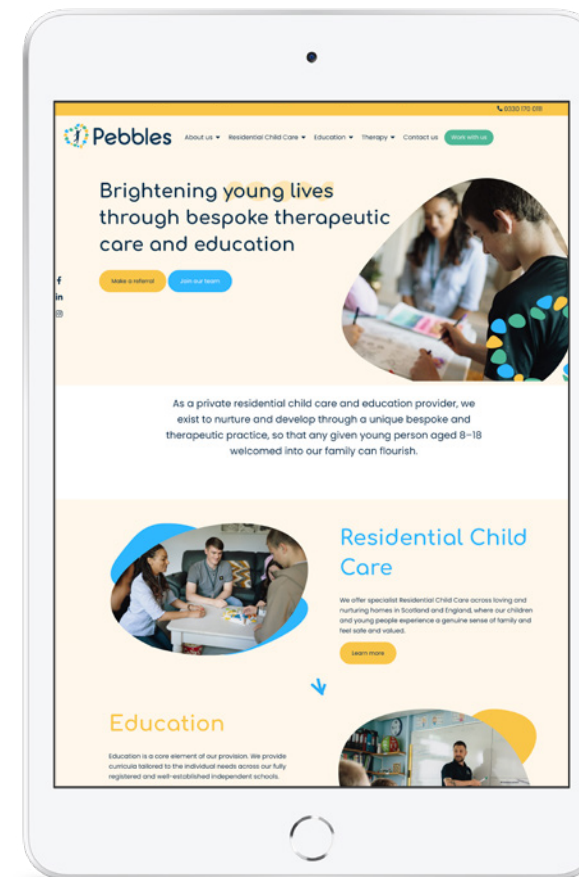 0330 170 0118
Pebbles
About us Residential Child Care Education Therapy Contact us Work with us
Brightening young lives
through bespoke therapeutic
care and education
Make a referral Join our team
f
in
As a private residential child care and education provider, we
exist to nurture and develop through a unique bespoke and
therapeutic practice, so that any given young person aged 8–18
welcomed into our family can flourish.
Residential Child
Care
We offer specialist Residential Child Care across loving and
nurturing homes in Scotland and England, where our children
and young people experience a genuine sense of family and
feel safe and valued.
Learn more
Education
Education is a core element of our provision. We provide
curricula tailored to the individual needs across our fully
registered and well-established independent schools.